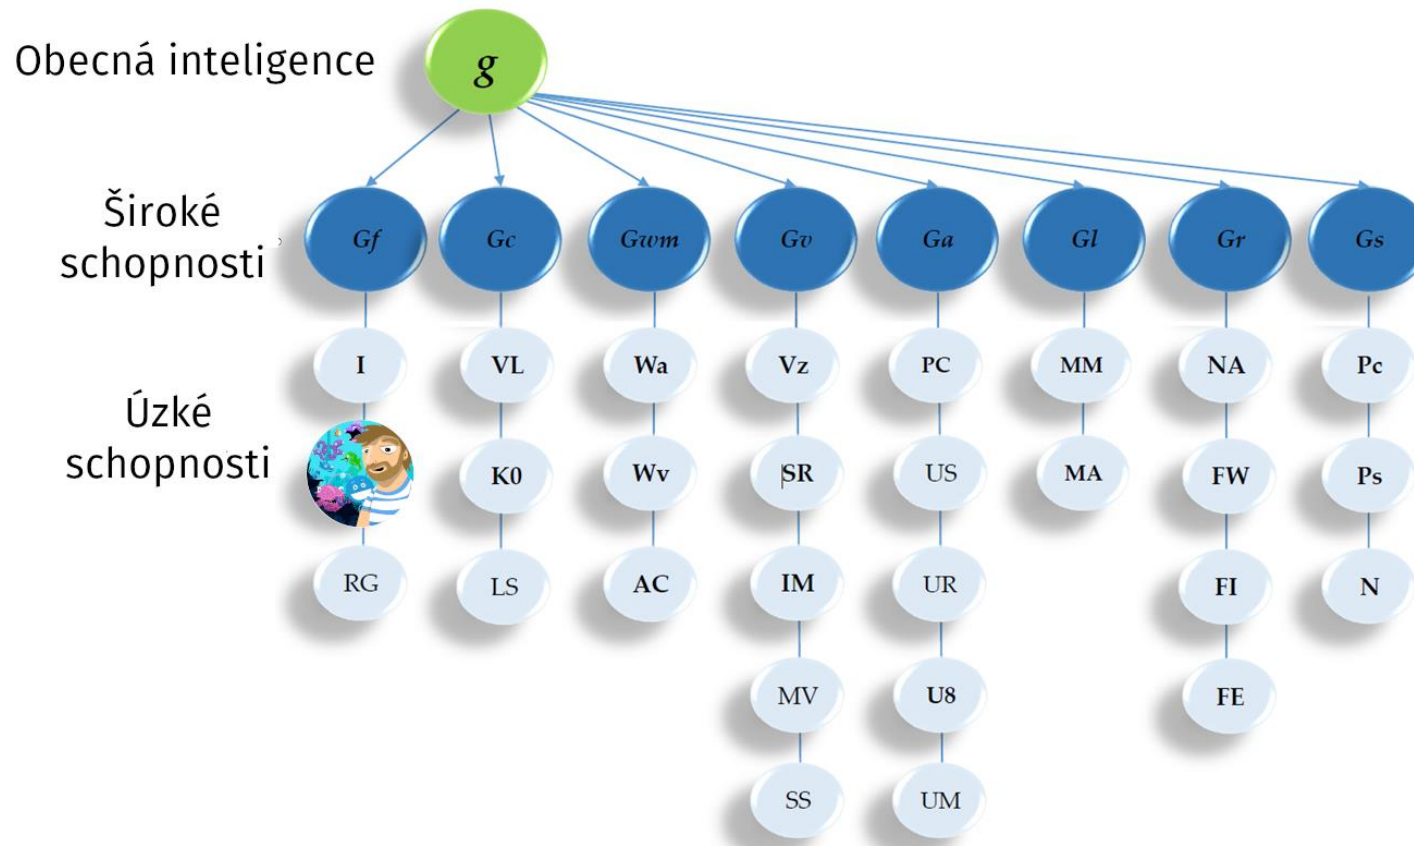 Obecná inteligence
g
Široké
schopnosti
Gf Gc Gwm Gv Ga Gl Gr Gs
Úzké
schopnosti
I VL Wa Vz PC MM NA Pc
K0 Wv SR US MA FW Ps
RG LS AC IM UR FI N
MV U8 FE
SS UM